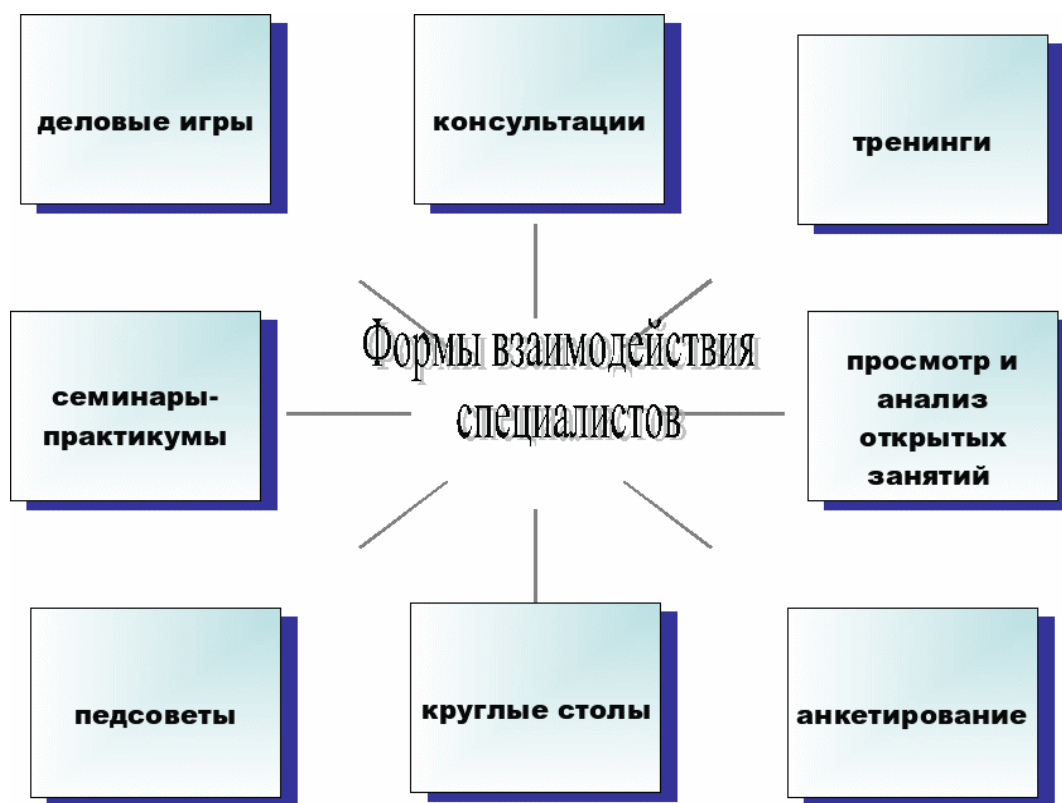 деловые игры
консультации
тренинги
Формы взаимодействия
специалистов
семинары-
практикумы
просмотр и
анализ
открытых
занятий
педсоветы
круглые столы
анкетирование